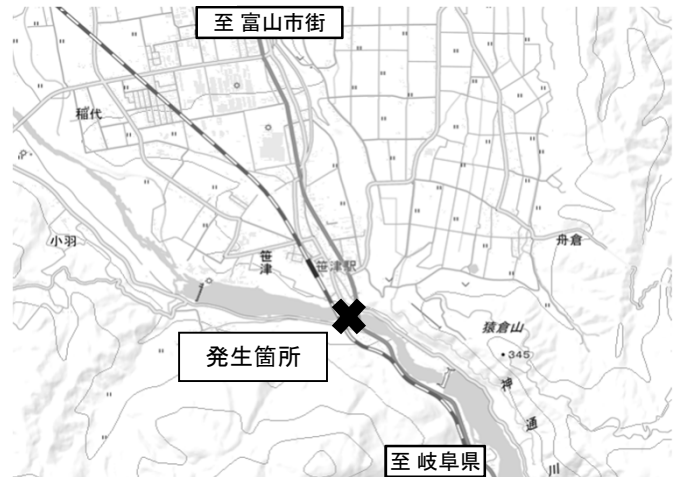 至 富山市街
稲代
小羽
笹津
笹津駅
舟倉
猿倉山
・345
発生箇所
神通川
至 岐阜県